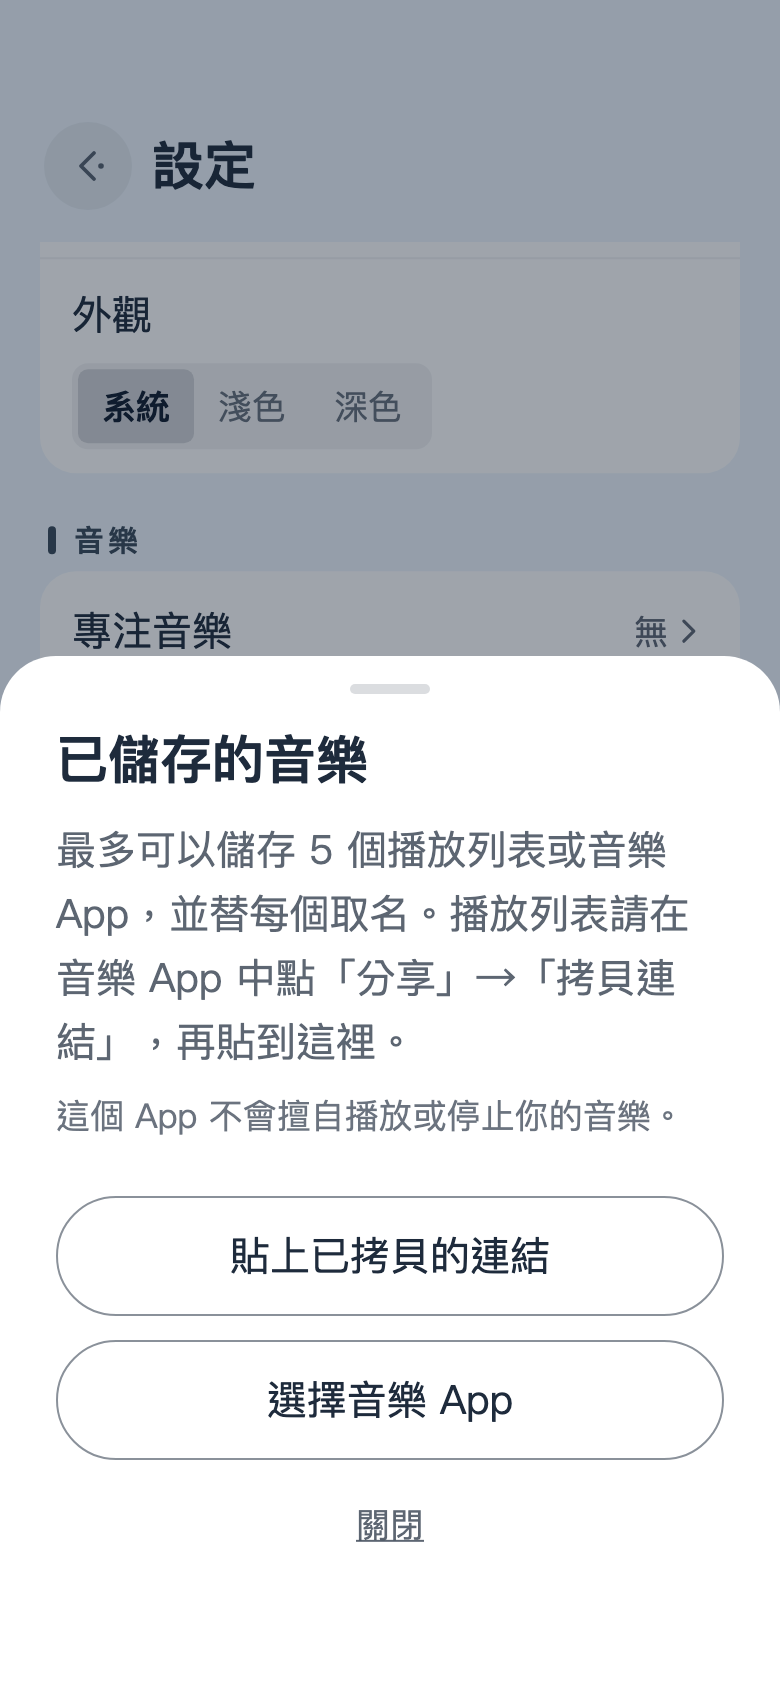 設定
外觀
系統 淺色 深色
音樂
專注音樂 無
已儲存的音樂
最多可以儲存 5 個播放列表或音樂
App，並替每個取名。播放列表請在
音樂 App 中點「分享」→「拷貝連
結」，再貼到這裡。
這個 App 不會擅自播放或停止你的音樂。
貼上已拷貝的連結
選擇音樂 App
關閉